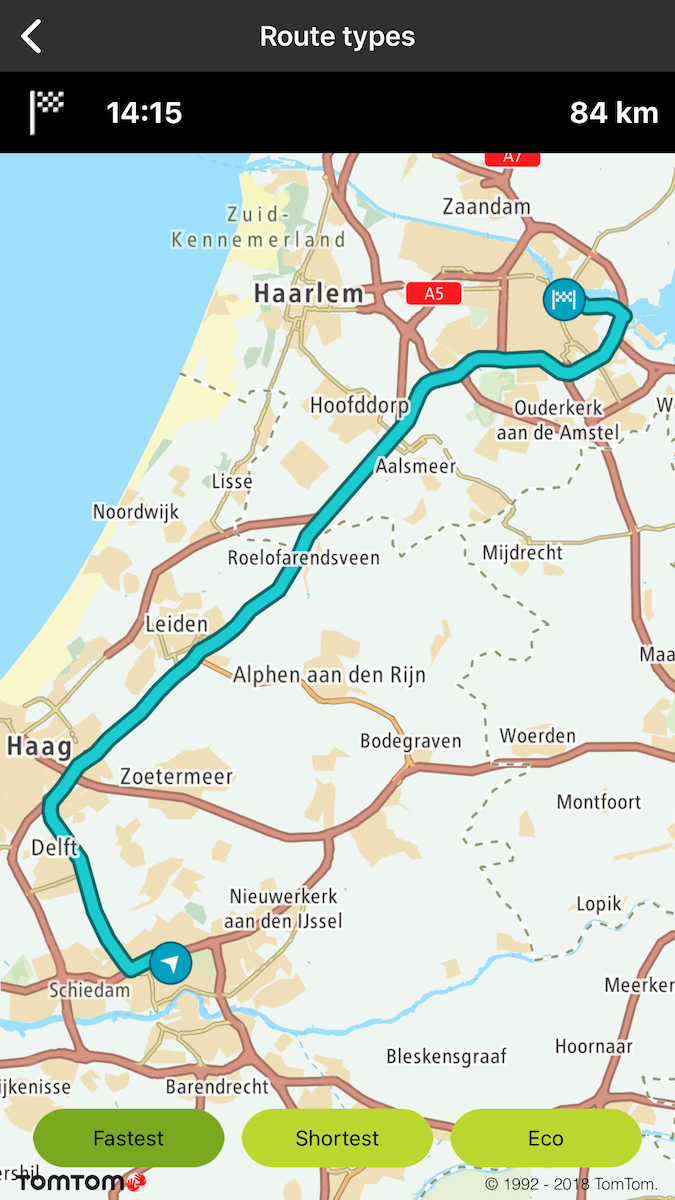 Route types
14:15
84 km
A7
Zaandam
Zuid-
Kennemerland
Haarlem
A5
Hoofddorp
Ouderkerk
aan de Amstel
W
Aalsmeer
Lisse
Noordwijk
Roelofarendsveen
Mijdrecht
Leiden
Maa
Alphen aan den Rijn
Haag
Bodegraven
Woerden
Zoetermeer
Montfoort
Delft
Nieuwerkerk
aan den IJssel
Lopik
Schiedam
Meerker
Bleskensgraaf
Hoornaar
ijkenisse
Barendrecht
Fastest
Shortest
Eco
ershil
TOMTOM
© 1992 - 2018 TomTom.